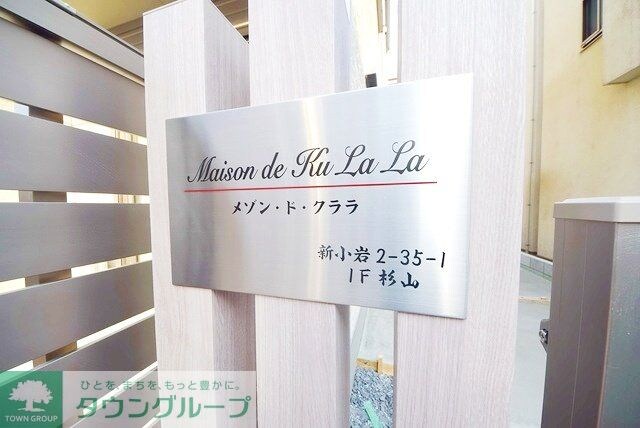 Maison de Ku La La
メゾン・ド・クララ
新小岩2-35-1
1F 杉山
ひとを、まちを、もっと豊かに。
タウングループ
TOWN GROUP